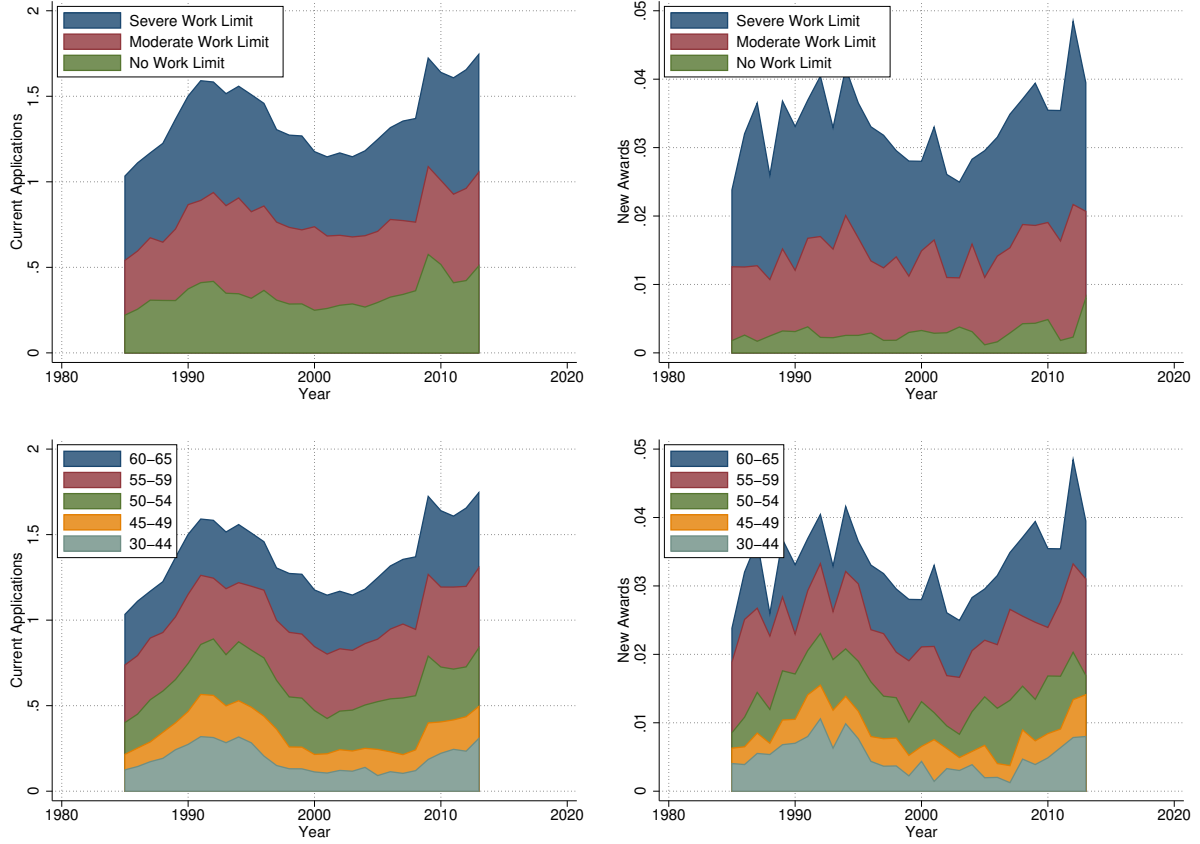 Severe Work Limit
Moderate Work Limit
No Work Limit
Current Applications
2
1.5
1
.5
0
1980 1990 2000 2010 2020
Year
Severe Work Limit
Moderate Work Limit
No Work Limit
New Awards
.05
.04
.03
.02
.01
0
1980 1990 2000 2010 2020
Year
60–65
55–59
50–54
45–49
30–44
Current Applications
2
1.5
1
.5
0
1980 1990 2000 2010 2020
Year
60–65
55–59
50–54
45–49
30–44
New Awards
.05
.04
.03
.02
.01
0
1980 1990 2000 2010 2020
Year